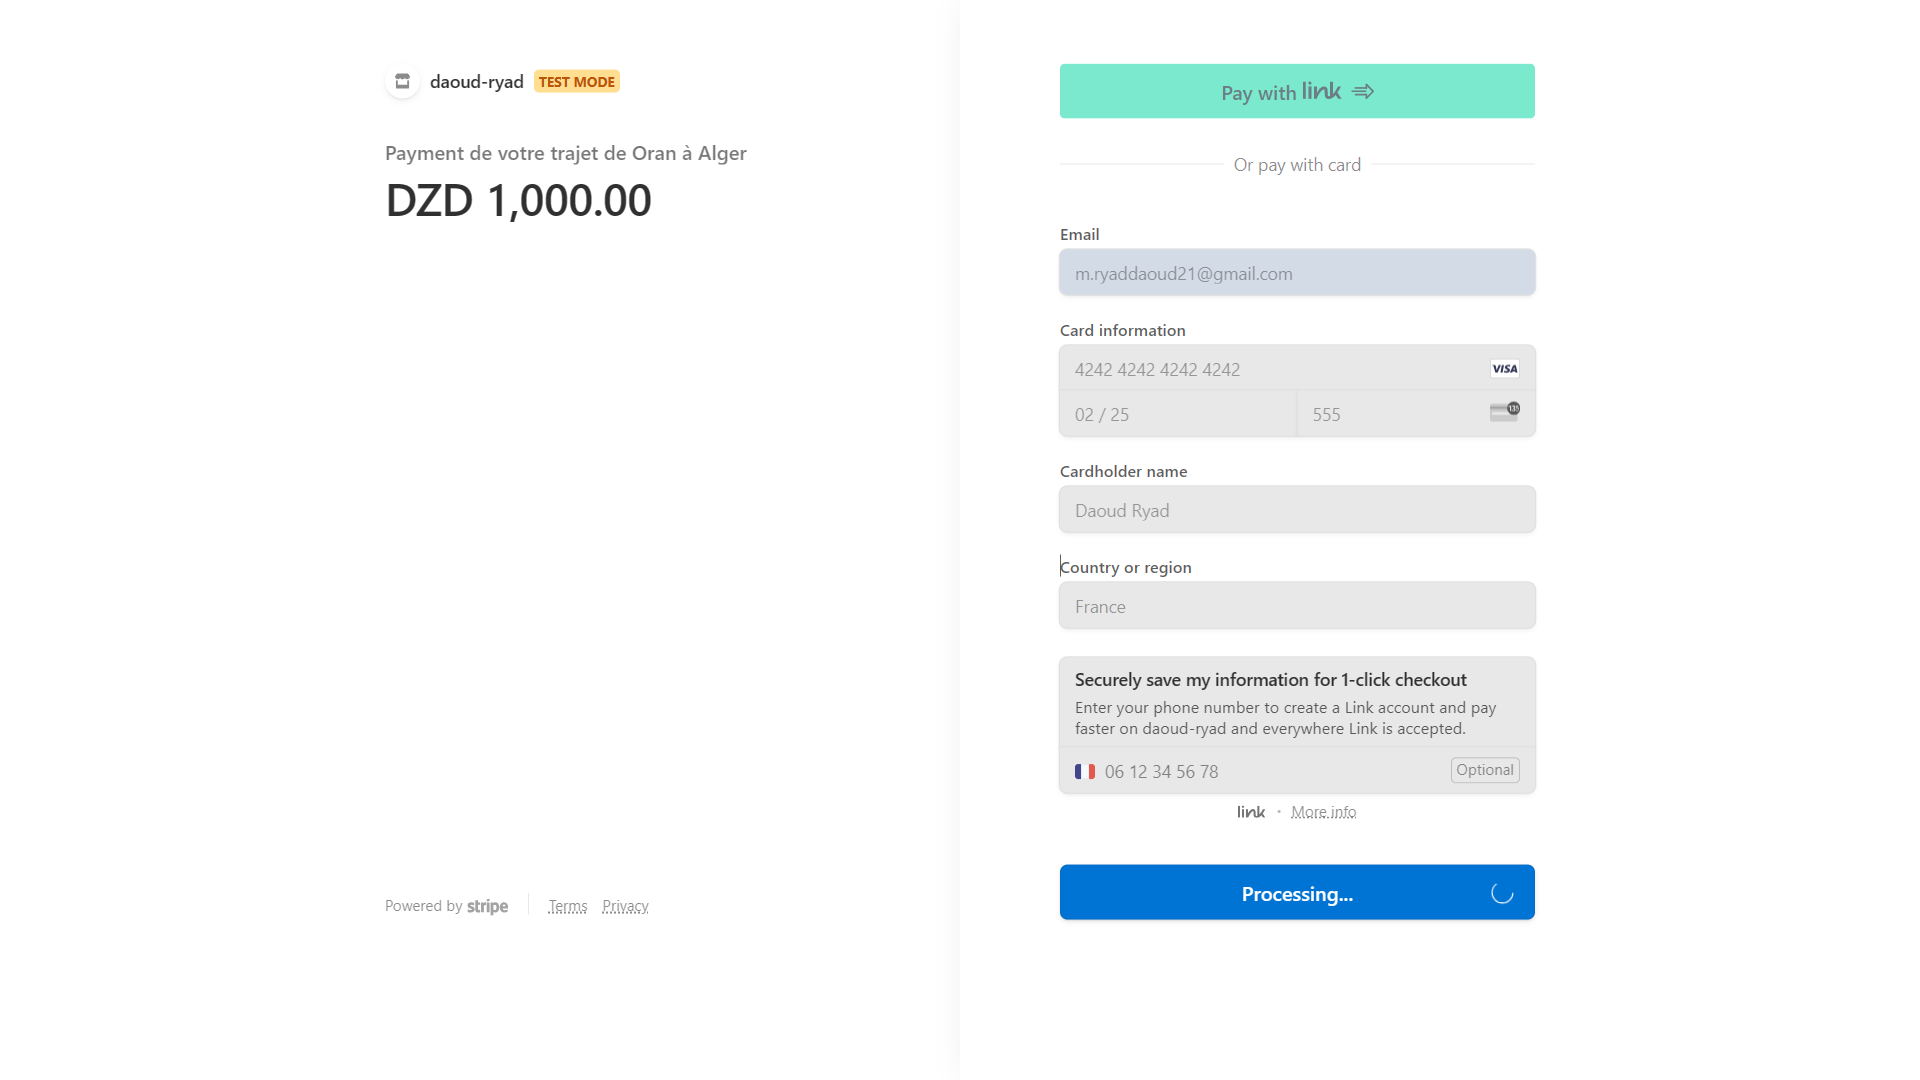 daoud-ryad TEST MODE
Payment de votre trajet de Oran à Alger
DZD 1,000.00
Powered by stripe
Terms Privacy
Pay with link
Or pay with card
Email
m.ryaddaoud21@gmail.com
Card information
4242 4242 4242 4242 VISA
02 / 25 555 135
Cardholder name
Daoud Ryad
Country or region
France
Securely save my information for 1-click checkout
Enter your phone number to create a Link account and pay
faster on daoud-ryad and everywhere Link is accepted.
06 12 34 56 78 Optional
link · More info
Processing...